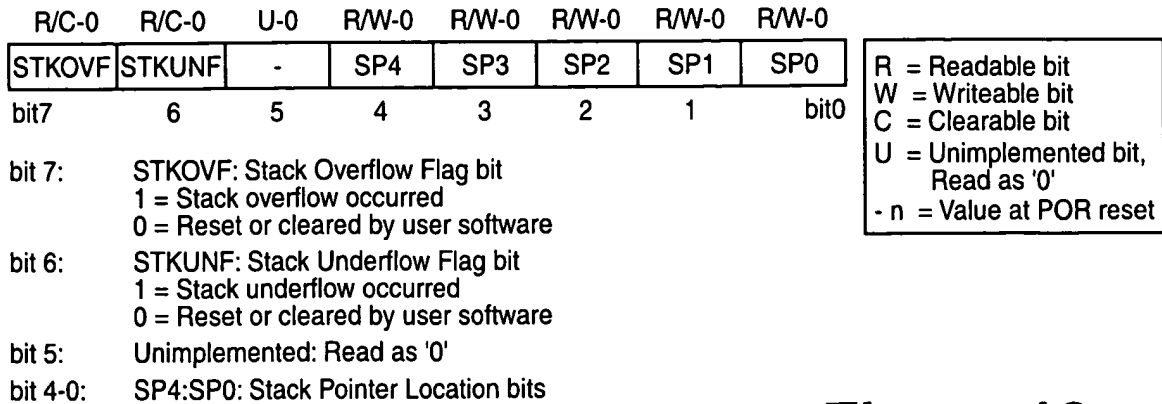 R/C-0 R/C-0 U-0 R/W-0 R/W-0 R/W-0 R/W-0 R/W-0
STKOVF STKUNF - SP4 SP3 SP2 SP1 SP0
bit7 6 5 4 3 2 1 bit0
R = Readable bit
W = Writeable bit
C = Clearable bit
U = Unimplemented bit,
Read as '0'
- n = Value at POR reset
bit 7: STKOVF: Stack Overflow Flag bit
1 = Stack overflow occurred
0 = Reset or cleared by user software
bit 6: STKUNF: Stack Underflow Flag bit
1 = Stack underflow occurred
0 = Reset or cleared by user software
bit 5: Unimplemented: Read as '0'
bit 4-0: SP4:SP0: Stack Pointer Location bits